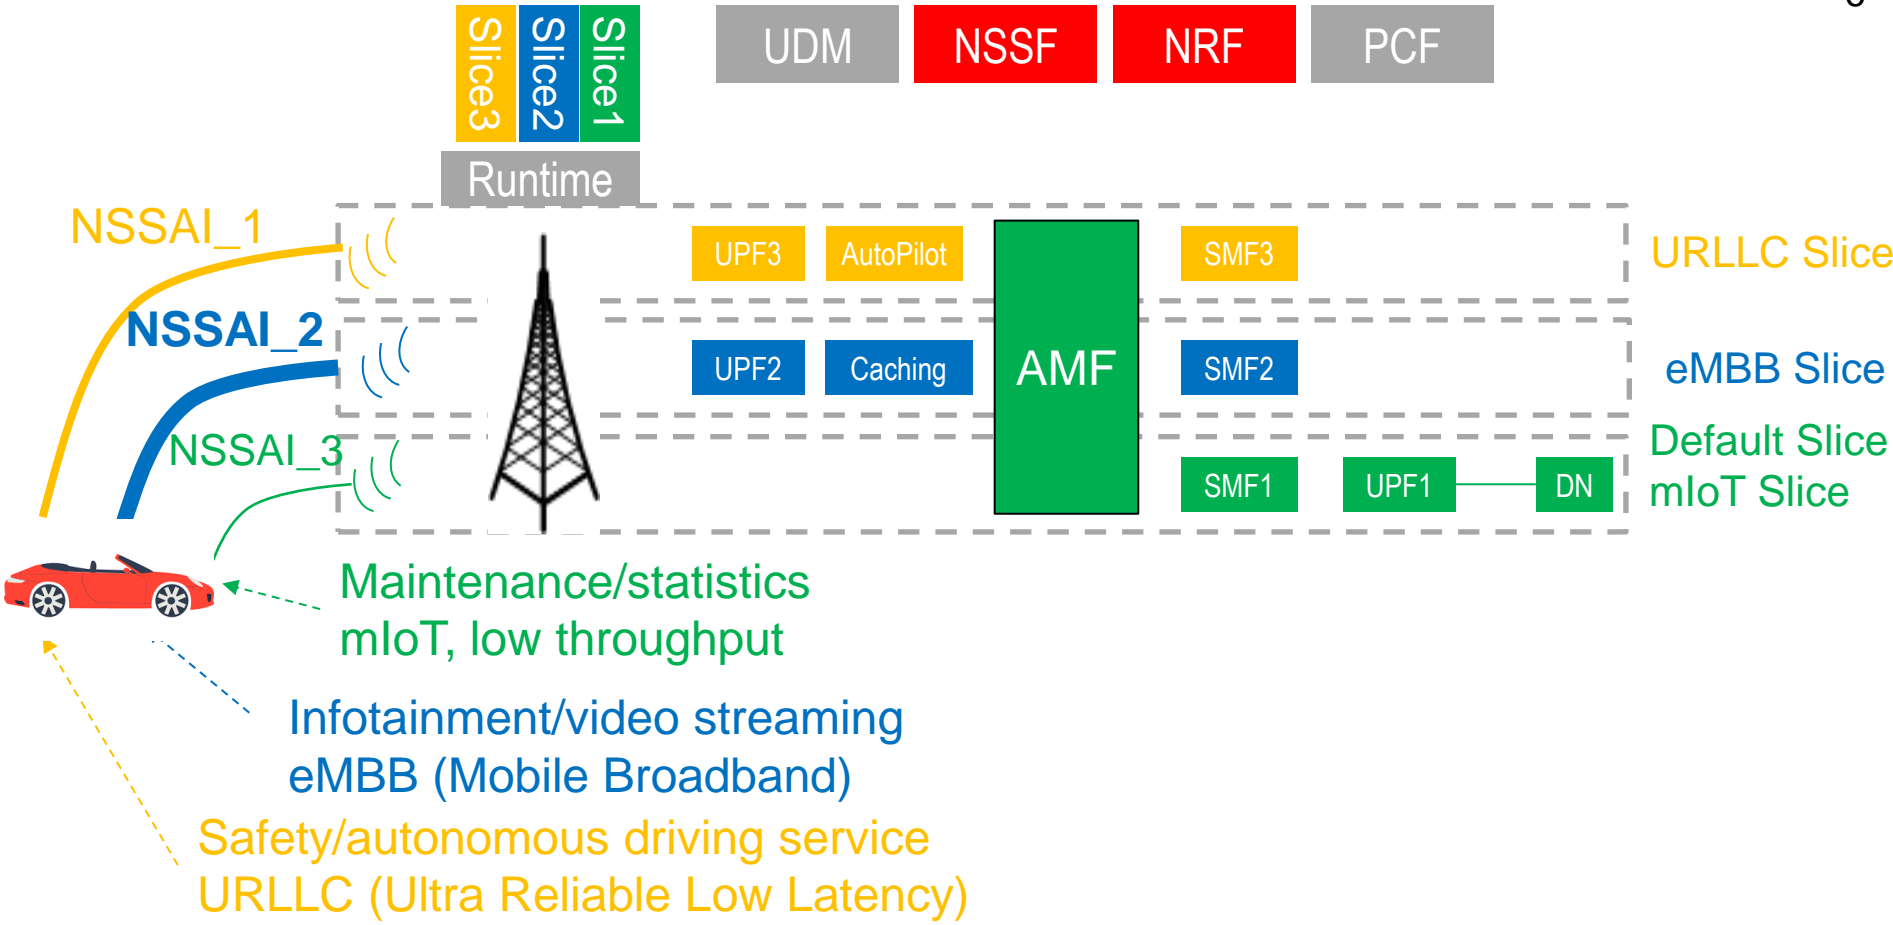 Slice3
Slice2
Slice1
UDM
NSSF
NRF
PCF
Runtime
NSSAI_1
UPF3
AutoPilot
SMF3
URLLC Slice
NSSAI_2
UPF2
Caching
AMF
SMF2
eMBB Slice
NSSAI_3
SMF1
UPF1
DN
Default Slice
mIoT Slice
Maintenance/statistics
mIoT, low throughput
Infotainment/video streaming
eMBB (Mobile Broadband)
Safety/autonomous driving service
URLLC (Ultra Reliable Low Latency)